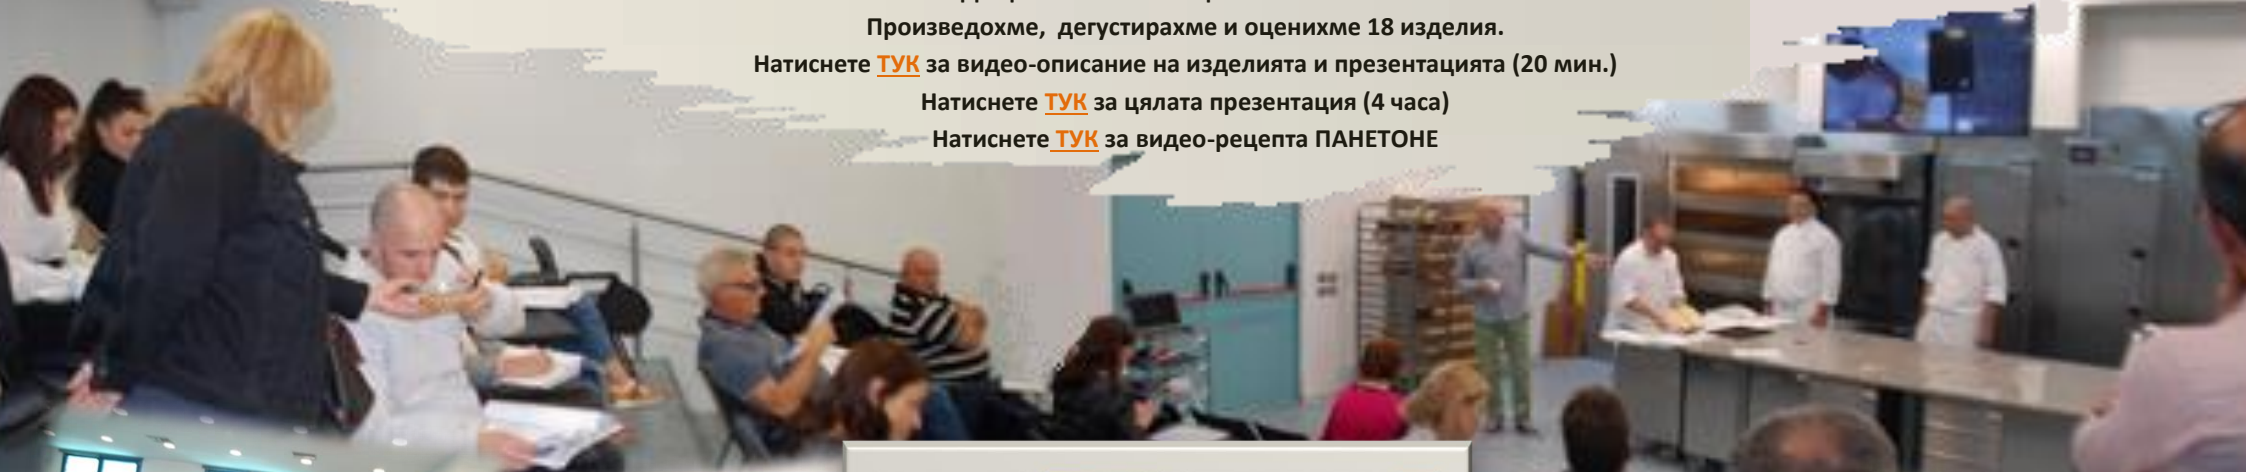 Произведохме, дегустирахме и оценихме 18 изделия.
Натиснете ТУК за видео-описание на изделията и презентацията (20 мин.)
Натиснете ТУК за цялата презентация (4 часа)
Натиснете ТУК за видео-рецепта ПАНЕТОНЕ